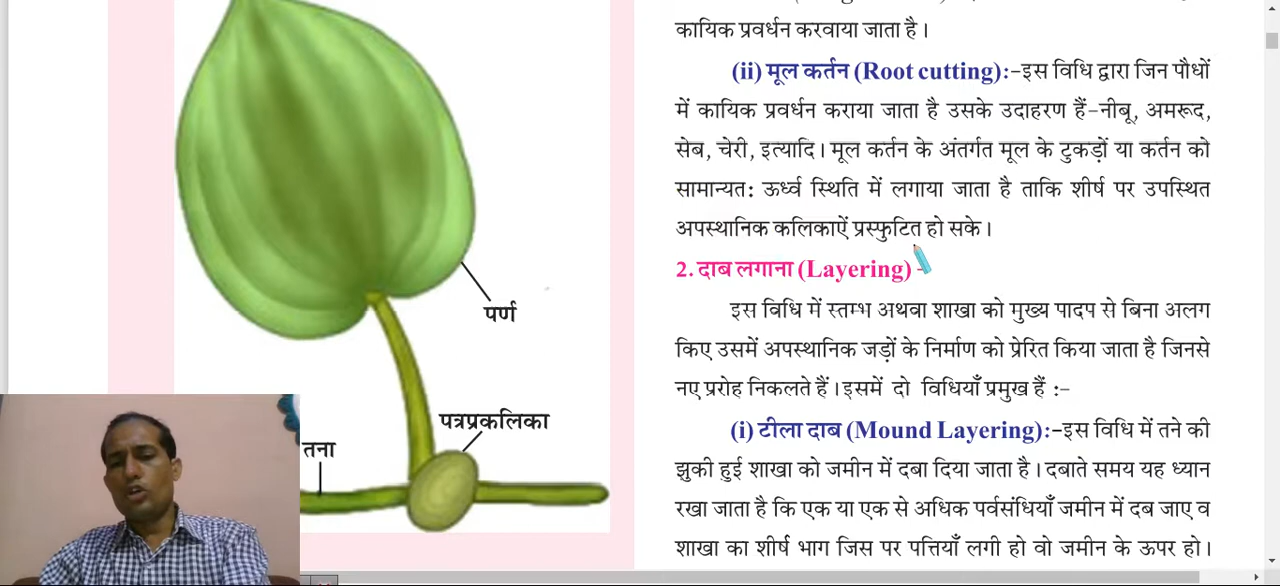 पर्ण
पत्रप्रकलिका
तना
कायिक प्रवर्धन करवाया जाता है।
(ii) मूल कर्तन (Root cutting):-इस विधि द्वारा जिन पौधों
में कायिक प्रवर्धन कराया जाता है उसके उदाहरण हैं-नीबू, अमरूद,
सेब, चेरी, इत्यादि। मूल कर्तन के अंतर्गत मूल के टुकड़ों या कर्तन को
सामान्यत: ऊर्ध्व स्थिति में लगाया जाता है ताकि शीर्ष पर उपस्थित
अपस्थानिक कलिकाऐं प्रस्फुटित हो सके।
2. दाब लगाना (Layering)-
इस विधि में स्तम्भ अथवा शाखा को मुख्य पादप से बिना अलग
किए उसमें अपस्थानिक जड़ों के निर्माण को प्रेरित किया जाता है जिनसे
नए प्ररोह निकलते हैं। इसमें दो विधियाँ प्रमुख हैं :-
(i) टीला दाब (Mound Layering):-इस विधि में तने की
झुकी हुई शाखा को जमीन में दबा दिया जाता है। दबाते समय यह ध्यान
रखा जाता है कि एक या एक से अधिक पर्वसंधियाँ जमीन में दब जाए व
शाखा का शीर्ष भाग जिस पर पत्तियाँ लगी हो वो जमीन के ऊपर हो।